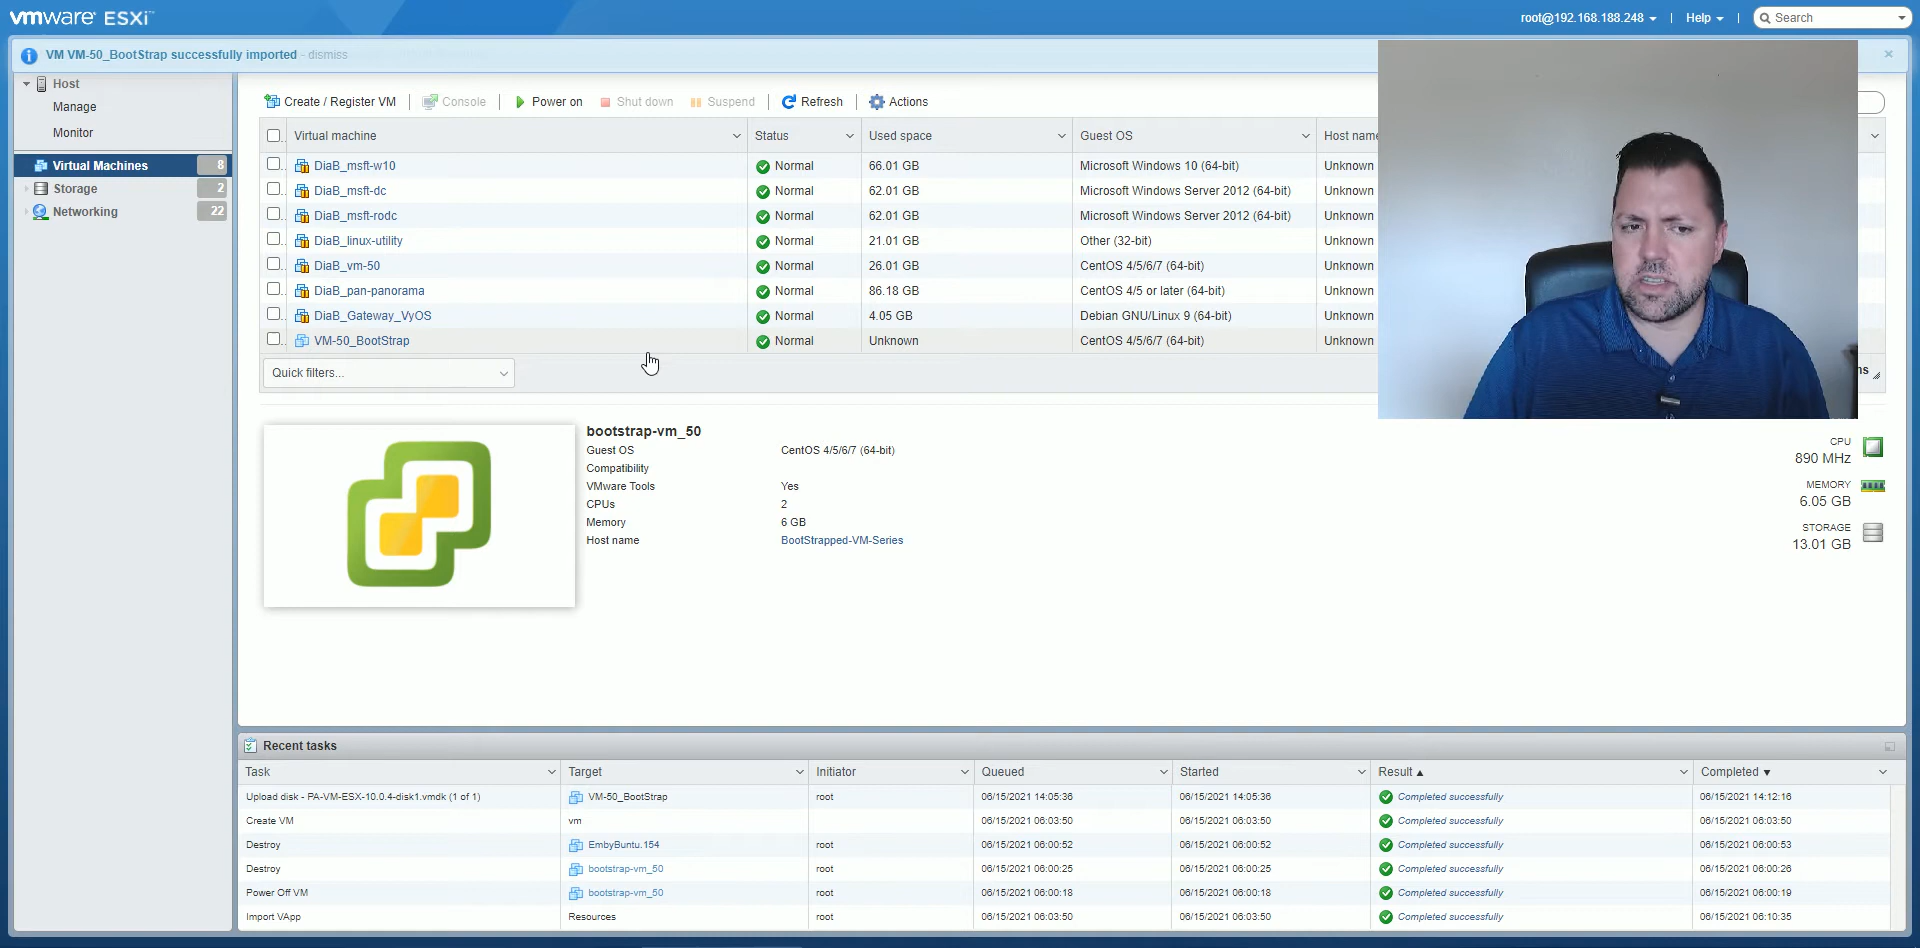 vmware ESXi
root@192.168.188.248 | Help | Search
VM VM-50_BootStrap successfully imported - dismiss
Host
Manage
Monitor
Virtual Machines 8
Storage 2
Networking 22
Create / Register VM | Console | Power on Shut down Suspend | Refresh | Actions
Virtual machine Status Used space Guest OS Host name
DiaB_msft-w10 Normal 66.01 GB Microsoft Windows 10 (64-bit) Unknown
DiaB_msft-dc Normal 62.01 GB Microsoft Windows Server 2012 (64-bit) Unknown
DiaB_msft-rodc Normal 62.01 GB Microsoft Windows Server 2012 (64-bit) Unknown
DiaB_linux-utility Normal 21.01 GB Other (32-bit) Unknown
DiaB_vm-50 Normal 26.01 GB CentOS 4/5/6/7 (64-bit) Unknown
DiaB_pan-panorama Normal 86.18 GB CentOS 4/5 or later (64-bit) Unknown
DiaB_Gateway_VyOS Normal 4.05 GB Debian GNU/Linux 9 (64-bit) Unknown
VM-50_BootStrap Normal Unknown CentOS 4/5/6/7 (64-bit) Unknown
Quick filters...
bootstrap-vm_50
Guest OS CentOS 4/5/6/7 (64-bit)
Compatibility
VMware Tools Yes
CPUs 2
Memory 6 GB
Host name BootStrapped-VM-Series
CPU
890 MHz
MEMORY
6.05 GB
STORAGE
13.01 GB
Recent tasks
Task Target Initiator Queued Started Result Completed
Upload disk - PA-VM-ESX-10.0.4-disk1.vmdk (1 of 1) VM-50_BootStrap root 06/15/2021 14:05:36 06/15/2021 14:05:36 Completed successfully 06/15/2021 14:12:16
Create VM vm 06/15/2021 06:03:50 06/15/2021 06:03:50 Completed successfully 06/15/2021 06:03:50
Destroy EmbyBuntu.154 root 06/15/2021 06:00:52 06/15/2021 06:00:52 Completed successfully 06/15/2021 06:00:53
Destroy bootstrap-vm_50 root 06/15/2021 06:00:25 06/15/2021 06:00:25 Completed successfully 06/15/2021 06:00:26
Power Off VM bootstrap-vm_50 root 06/15/2021 06:00:18 06/15/2021 06:00:18 Completed successfully 06/15/2021 06:00:19
Import VApp Resources root 06/15/2021 06:03:50 06/15/2021 06:03:50 Completed successfully 06/15/2021 06:10:35